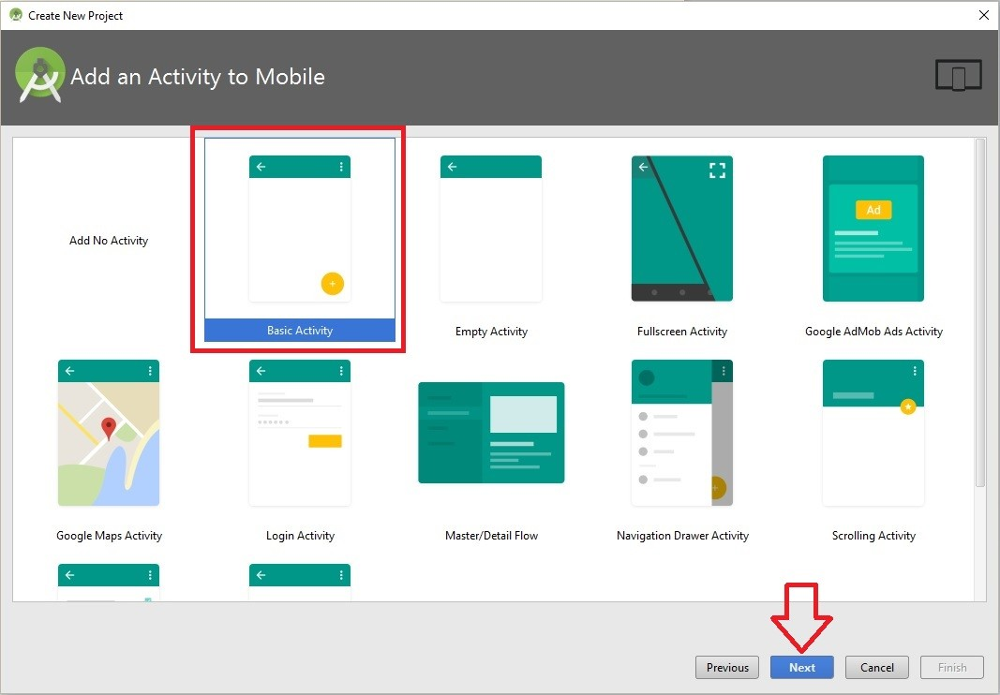 Create New Project
Add an Activity to Mobile
Add No Activity
Basic Activity
Empty Activity
Fullscreen Activity
Ad
Google AdMob Ads Activity
Google Maps Activity
Login Activity
Master/Detail Flow
Navigation Drawer Activity
Scrolling Activity
Previous
Next
Cancel
Finish